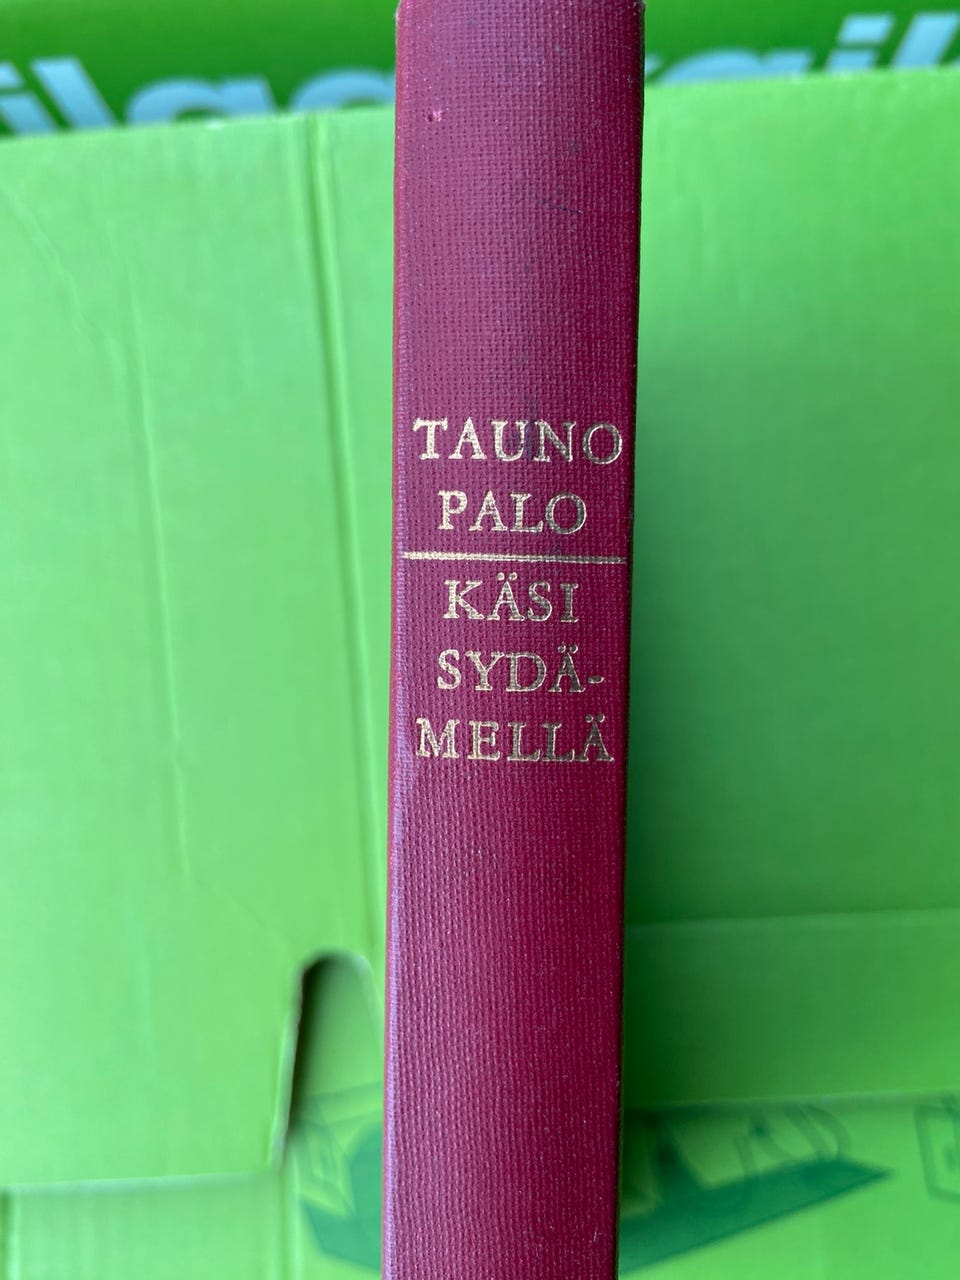 TAUNO
PALO
KÄSI
SYDÄ-
MELLÄ